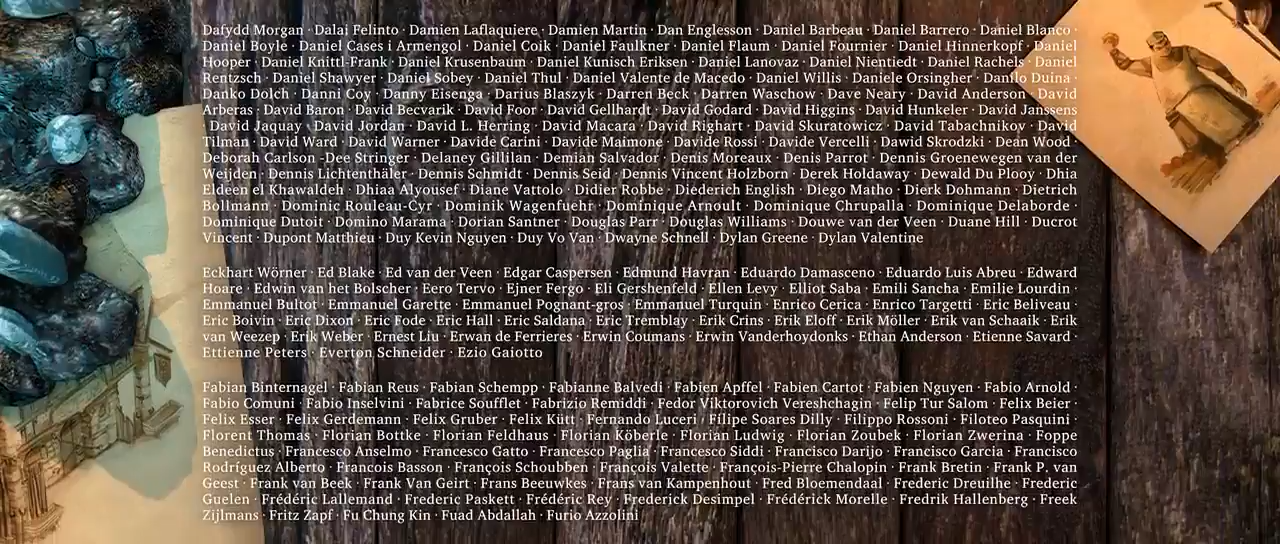 Dafydd Morgan · Dalai Felinto · Damien Laflaquiere · Damien Martin · Dan Englesson · Daniel Barbeau · Daniel Barrero · Daniel Blanco ·
Daniel Boyle · Daniel Cases i Armengol · Daniel Coik · Daniel Faulkner · Daniel Flaum · Daniel Fournier · Daniel Hinnerkopf · Daniel
Hooper · Daniel Knittl-Frank · Daniel Krusenbaum · Daniel Kunisch Eriksen · Daniel Lanovaz · Daniel Nientiedt · Daniel Rachels · Daniel
Rentzsch · Daniel Shawyer · Daniel Sobey · Daniel Thul · Daniel Valente de Macedo · Daniel Willis · Daniele Orsingher · Danilo Duina ·
Danko Dolch · Danni Coy · Danny Eisenga · Darius Blaszyk · Darren Beck · Darren Waschow · Dave Neary · David Anderson · David
Arberas · David Baron · David Becvarik · David Foor · David Gellhardt · David Godard · David Higgins · David Hunkeler · David Janssens
· David Jaquay · David Jordan · David L. Herring · David Macara · David Righart · David Skuratowicz · David Tabachnikov · David
Tilman · David Ward · David Warner · Davide Carini · Davide Maimone · Davide Rossi · Davide Vercelli · Dawid Skrodzki · Dean Wood ·
Deborah Carlson -Dee Stringer · Delaney Gillilan · Demian Salvador · Denis Moreaux · Denis Parrot · Dennis Groenewegen van der
Weijden · Dennis Lichtenthäler · Dennis Schmidt · Dennis Seid · Dennis Vincent Holzborn · Derek Holdaway · Dewald Du Plooy · Dhia
Eldeen el Khawaldeh · Dhiaa Alyousef · Diane Vattolo · Didier Robbe · Diederich English · Diego Matho · Dierk Dohmann · Dietrich
Bollmann · Dominic Rouleau-Cyr · Dominik Wagenfuehr · Dominique Arnoult · Dominique Chrupalla · Dominique Delaborde ·
Dominique Dutoit · Domino Marama · Dorian Santner · Douglas Parr · Douglas Williams · Douwe van der Veen · Duane Hill · Ducrot
Vincent · Dupont Matthieu · Duy Kevin Nguyen · Duy Vo Van · Dwayne Schnell · Dylan Greene · Dylan Valentine
Eckhart Wörner · Ed Blake · Ed van der Veen · Edgar Caspersen · Edmund Havran · Eduardo Damasceno · Eduardo Luis Abreu · Edward
Hoare · Edwin van het Bolscher · Eero Tervo · Ejner Fergo · Eli Gershenfeld · Ellen Levy · Elliot Saba · Emili Sancha · Emilie Lourdin ·
Emmanuel Bultot · Emmanuel Garette · Emmanuel Pognant-gros · Emmanuel Turquin · Enrico Cerica · Enrico Targetti · Eric Beliveau ·
Eric Boivin · Eric Dixon · Eric Fode · Eric Hall · Eric Saldana · Eric Tremblay · Erik Crins · Erik Eloff · Erik Möller · Erik van Schaaik · Erik
van Weezep · Erik Weber · Ernest Liu · Erwan de Ferrieres · Erwin Coumans · Erwin Vanderhoydonks · Ethan Anderson · Etienne Savard ·
Ettienne Peters · Everton Schneider · Ezio Gaiotto
Fabian Binternagel · Fabian Reus · Fabian Schempp · Fabianne Balvedi · Fabien Apffel · Fabien Cartot · Fabien Nguyen · Fabio Arnold ·
Fabio Comuni · Fabio Inselvini · Fabrice Soufflet · Fabrizio Remiddi · Fedor Viktorovich Vereshchagin · Felip Tur Salom · Felix Beier ·
Felix Esser · Felix Gerdemann · Felix Gruber · Felix Kütt · Fernando Luceri · Fílipe Soares Dilly · Filippo Rossoni · Filoteo Pasquini ·
Florent Thomas · Florian Bottke · Florian Feldhaus · Florian Köberle · Florian Ludwig · Florian Zoubek · Florian Zwerina · Foppe
Benedictus · Francesco Anselmo · Francesco Gatto · Francesco Paglia · Francesco Siddi · Francisco Darijo · Francisco Garcia · Francisco
Rodríguez Alberto · Francois Basson · François Schoubben · François Valette · François-Pierre Chalopin · Frank Bretin · Frank P. van
Geest · Frank van Beek · Frank Van Geirt · Frans Beeuwkes · Frans van Kampenhout · Fred Bloemendaal · Frederic Dreuilhe · Frederic
Guelen · Frédéric Lallemand · Frederic Paskett · Frédéric Rey · Frederick Desimpel · Frédérick Morelle · Fredrik Hallenberg · Freek
Zijlmans · Fritz Zapf · Fu Chung Kin · Fuad Abdallah · Furio Azzolini